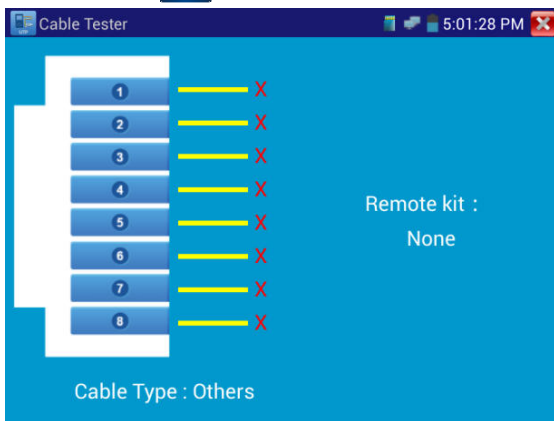 Cable Tester 5:01:28 PM
1 X
2 X
3 X
4 X
5 X
6 X
7 X
8 X
Remote kit :
None
Cable Type : Others